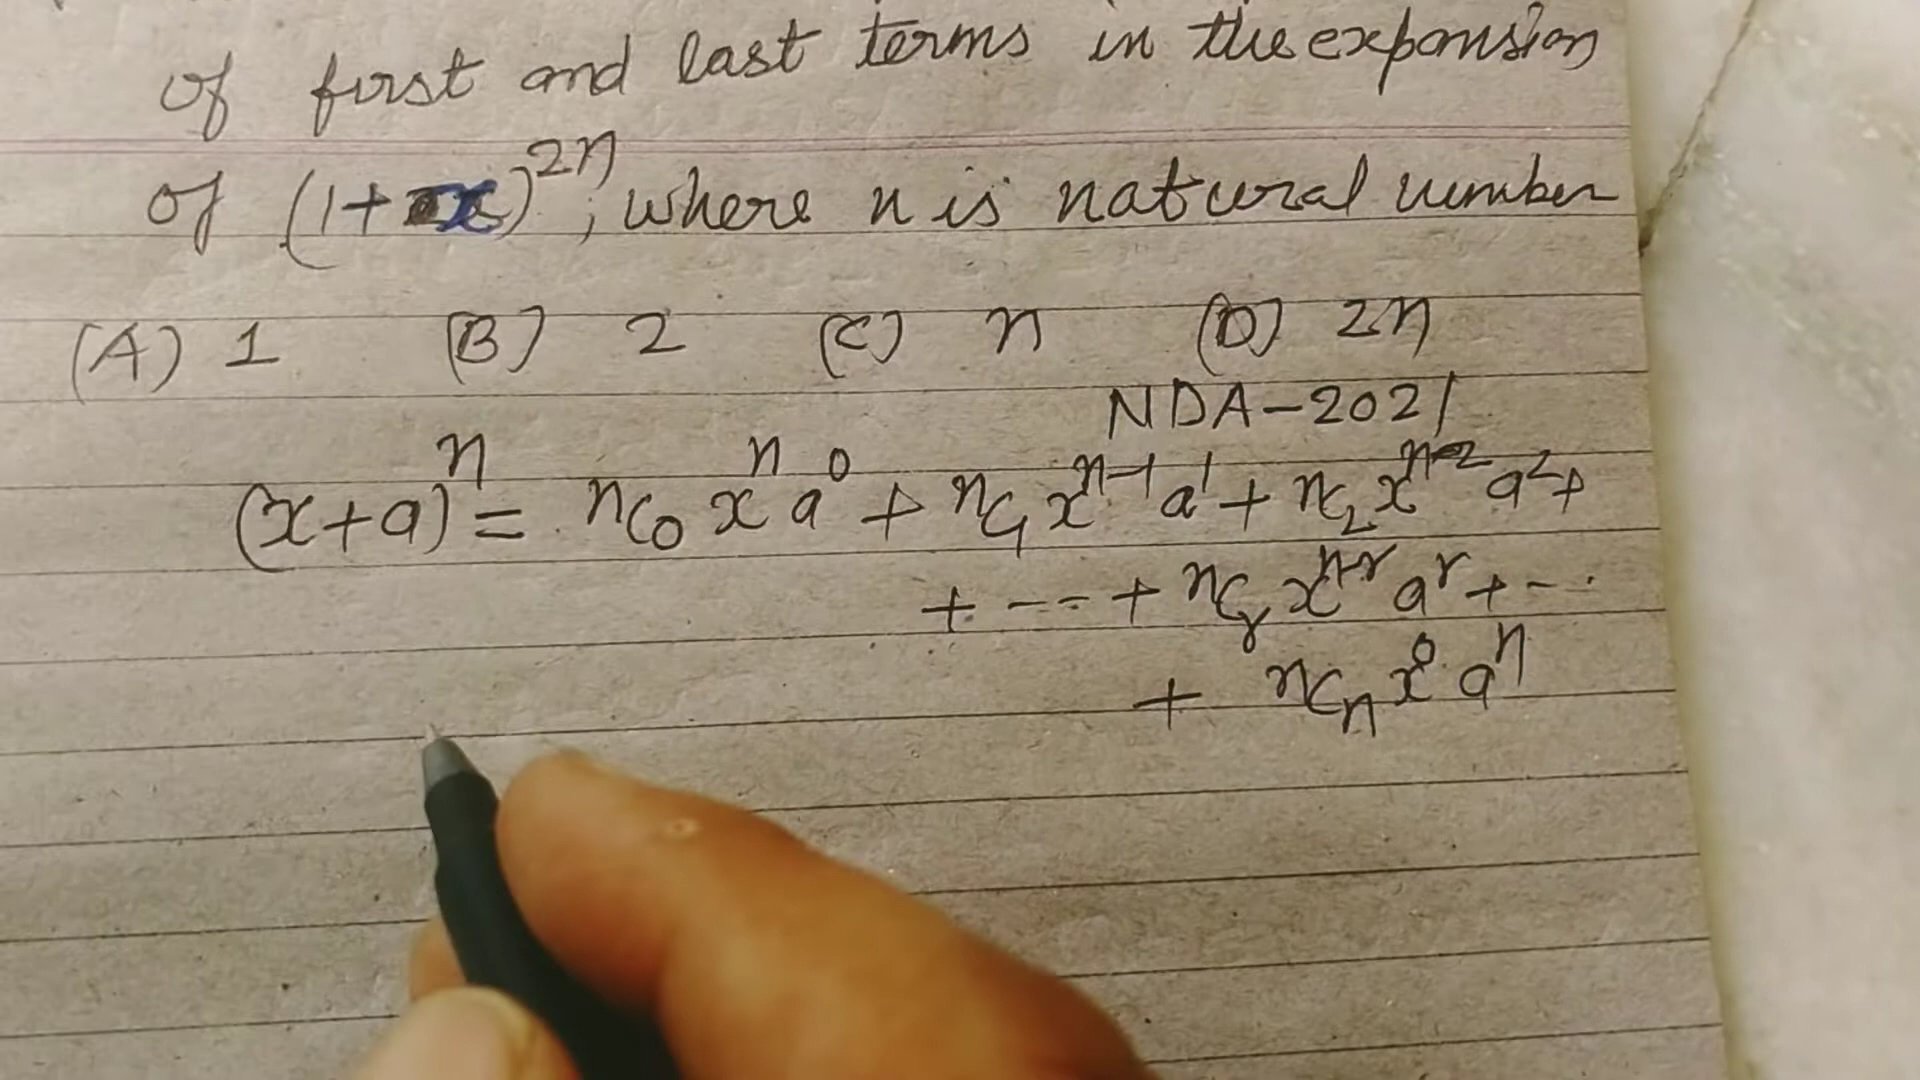 of first and last terms in the expansion
of (1+x)^2n, where n is natural number
(A) 1 (B) 2 (C) n (D) 2n
NDA-2021
(x+a)^n = nC0 x^n a^0 + nC1 x^n-1 a^1 + nC2 x^n-2 a^2 +
+ --- + nCr x^n-r a^r + ---
+ nCn x^0 a^n